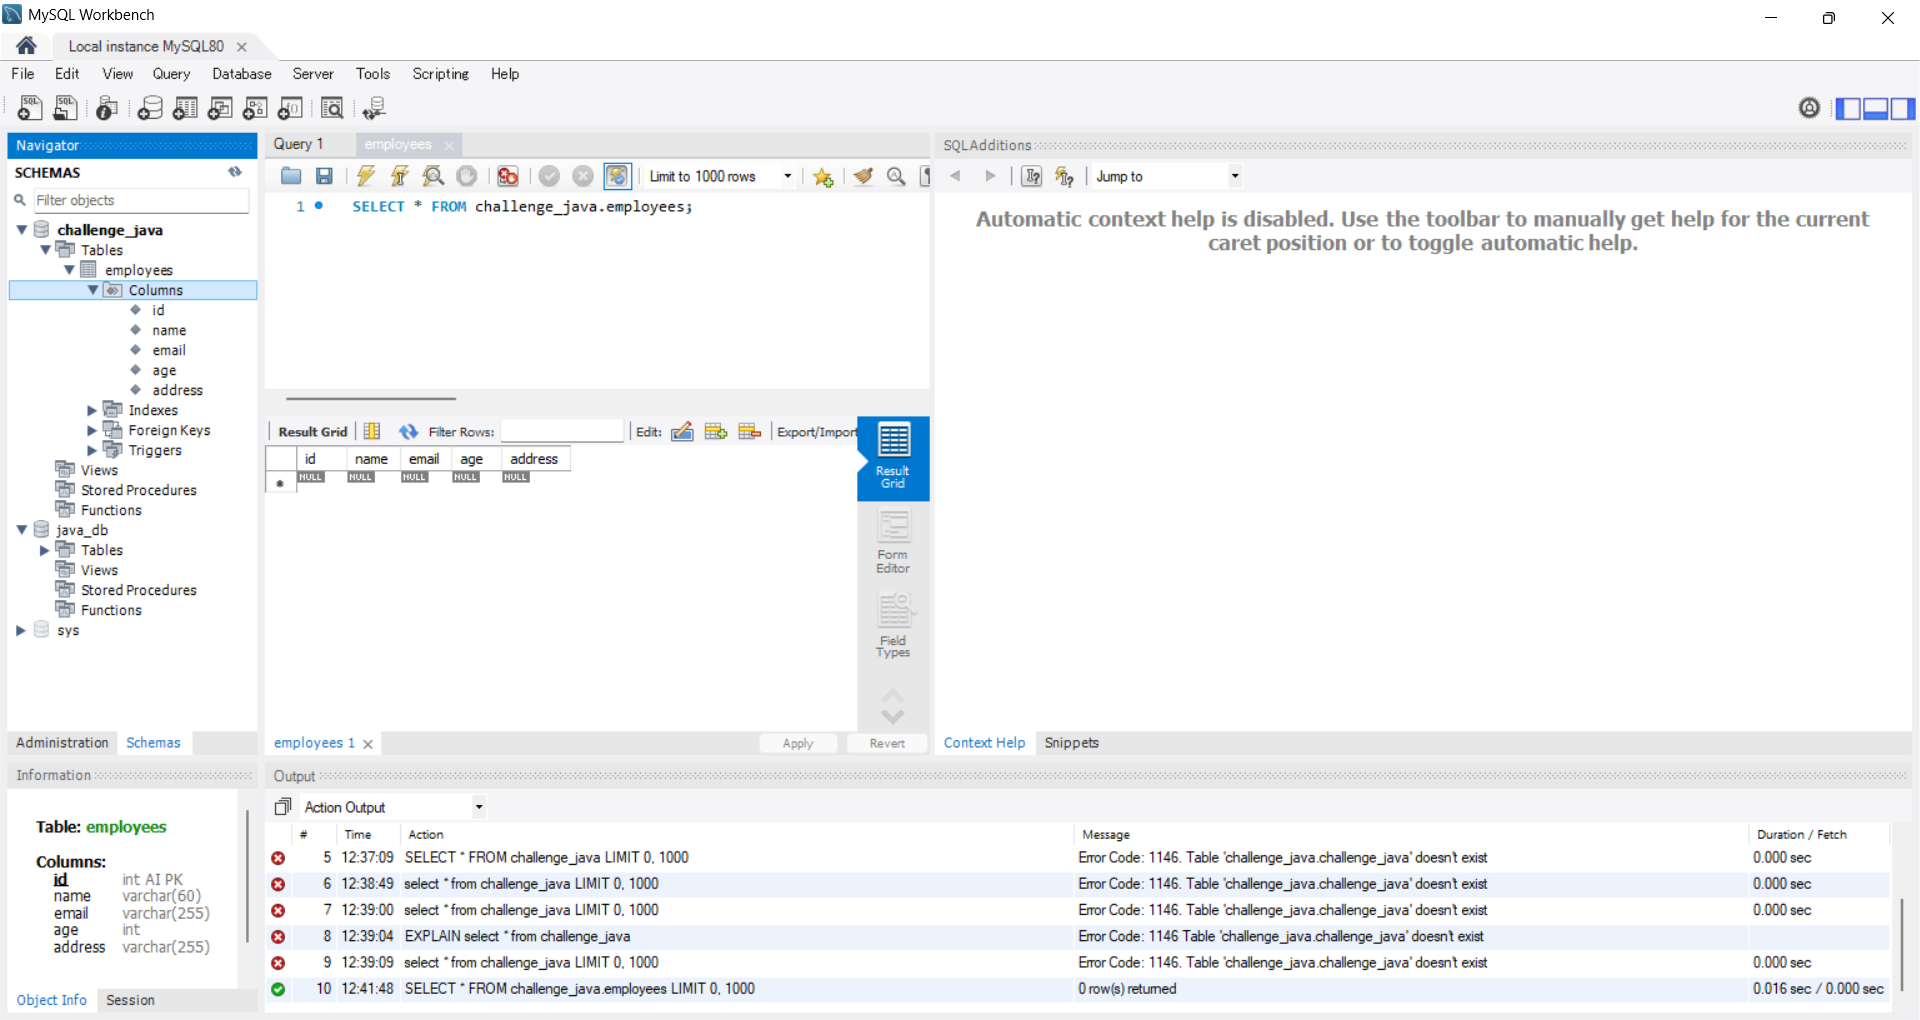 MySQL Workbench
Local instance MySQL80
File Edit View Query Database Server Tools Scripting Help
Navigator
SCHEMAS
Filter objects
challenge_java
Tables
employees
Columns
id
name
email
age
address
Indexes
Foreign Keys
Triggers
Views
Stored Procedures
Functions
java_db
Tables
Views
Stored Procedures
Functions
sys
Administration Schemas
Query 1 employees
Limit to 1000 rows
1 SELECT * FROM challenge_java.employees;
Result Grid Filter Rows: Edit: Export/Import
id name email age address
NULL NULL NULL NULL NULL
Result
Grid
Form
Editor
Field
Types
employees 1 Apply Revert
SQLAdditions
Jump to
Automatic context help is disabled. Use the toolbar to manually get help for the current
caret position or to toggle automatic help.
Context Help Snippets
Information
Table: employees
Columns:
id int AI PK
name varchar(60)
email varchar(255)
age int
address varchar(255)
Object Info Session
Output
Action Output
# Time Action Message Duration / Fetch
5 12:37:09 SELECT * FROM challenge_java LIMIT 0, 1000 Error Code: 1146. Table 'challenge_java.challenge_java' doesn't exist 0.000 sec
6 12:38:49 select * from challenge_java LIMIT 0, 1000 Error Code: 1146. Table 'challenge_java.challenge_java' doesn't exist 0.000 sec
7 12:39:00 select * from challenge_java LIMIT 0, 1000 Error Code: 1146. Table 'challenge_java.challenge_java' doesn't exist 0.000 sec
8 12:39:04 EXPLAIN select * from challenge_java Error Code: 1146 Table 'challenge_java.challenge_java' doesn't exist
9 12:39:09 select * from challenge_java LIMIT 0, 1000 Error Code: 1146. Table 'challenge_java.challenge_java' doesn't exist 0.000 sec
10 12:41:48 SELECT * FROM challenge_java.employees LIMIT 0, 1000 0 row(s) returned 0.016 sec / 0.000 sec